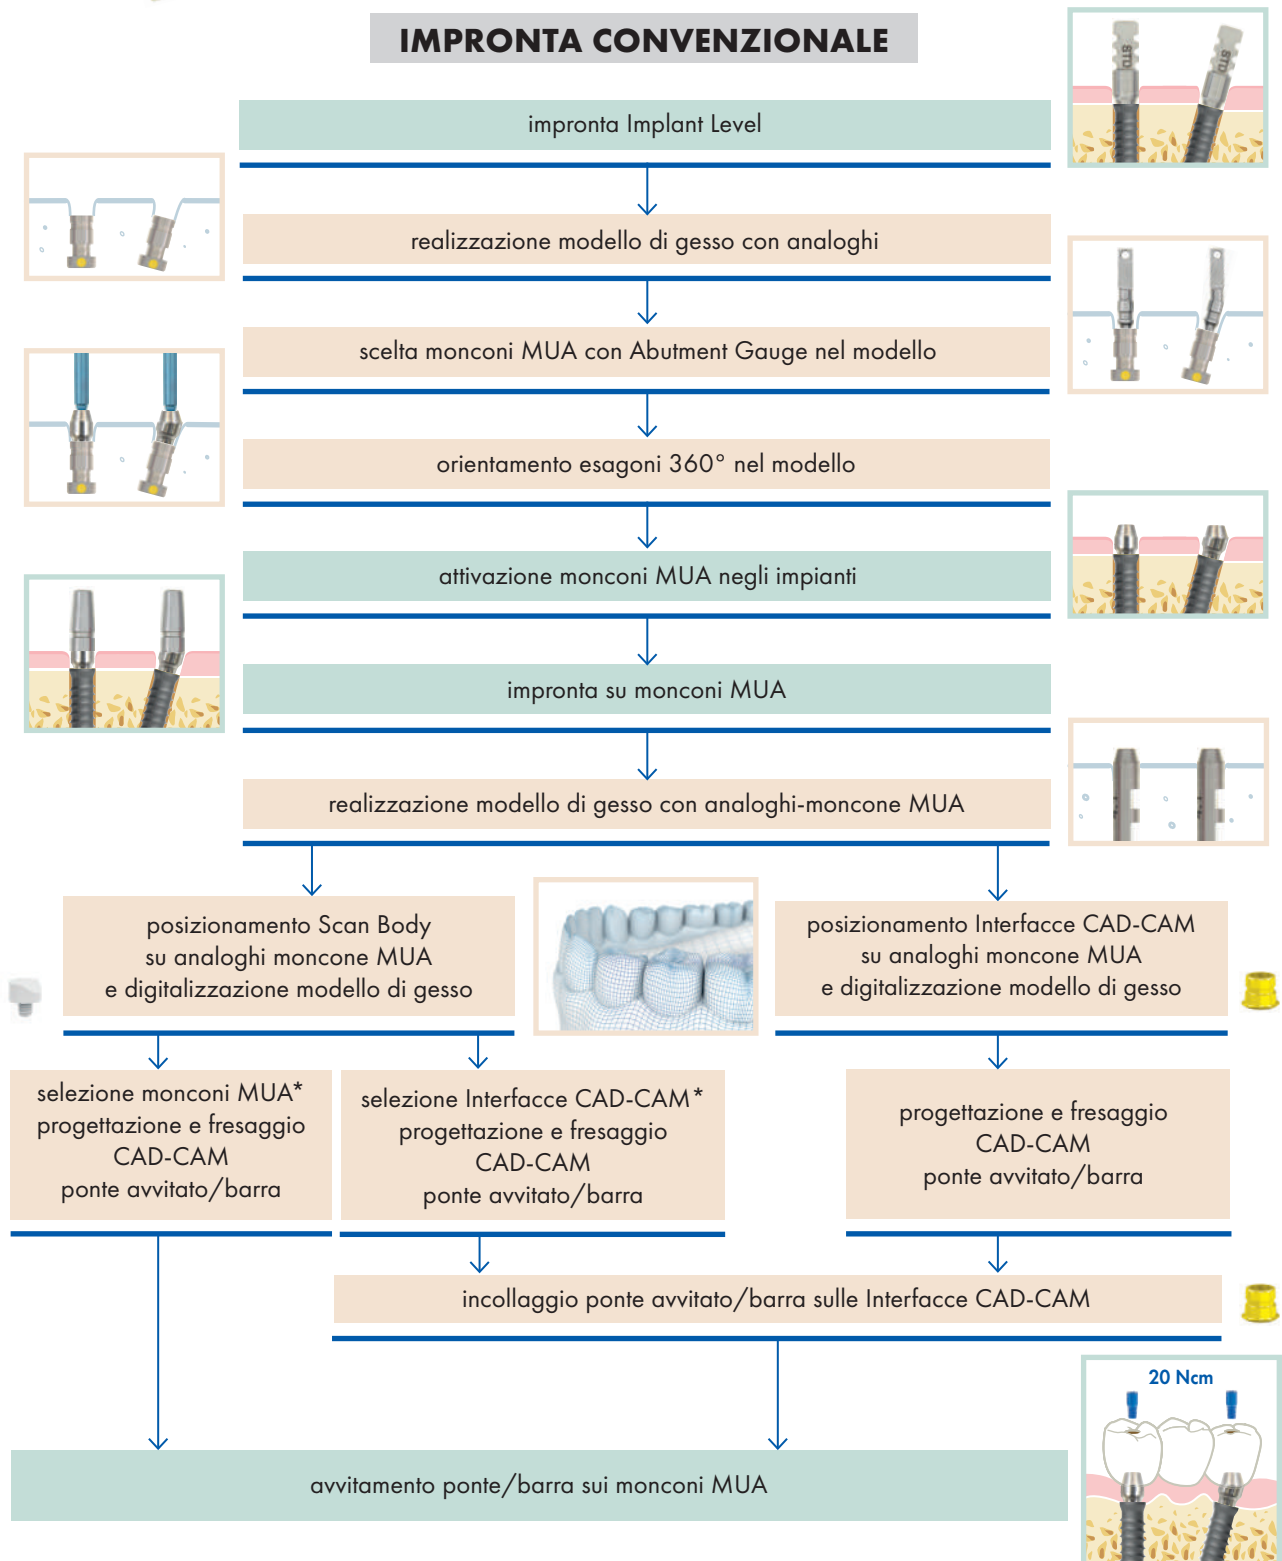 IMPRONTA CONVENZIONALE
STD
STD
impronta Implant Level
realizzazione modello di gesso con analoghi
scelta monconi MUA con Abutment Gauge nel modello
orientamento esagoni 360° nel modello
attivazione monconi MUA negli impianti
impronta su monconi MUA
realizzazione modello di gesso con analoghi-moncone MUA
posizionamento Scan Body
su analoghi moncone MUA
e digitalizzazione modello di gesso
posizionamento Interfacce CAD-CAM
su analoghi moncone MUA
e digitalizzazione modello di gesso
selezione monconi MUA*
progettazione e fresaggio
CAD-CAM
ponte avvitato/barra
selezione Interfacce CAD-CAM*
progettazione e fresaggio
CAD-CAM
ponte avvitato/barra
progettazione e fresaggio
CAD-CAM
ponte avvitato/barra
incollaggio ponte avvitato/barra sulle Interfacce CAD-CAM
20 Ncm
avvitamento ponte/barra sui monconi MUA